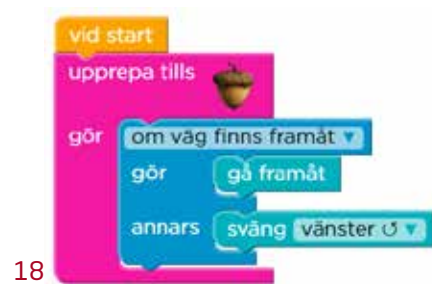 vid start
upprepa tills
gör om väg finns framåt ▼
gör gå framåt
annars sväng vänster ↺ ▼
18